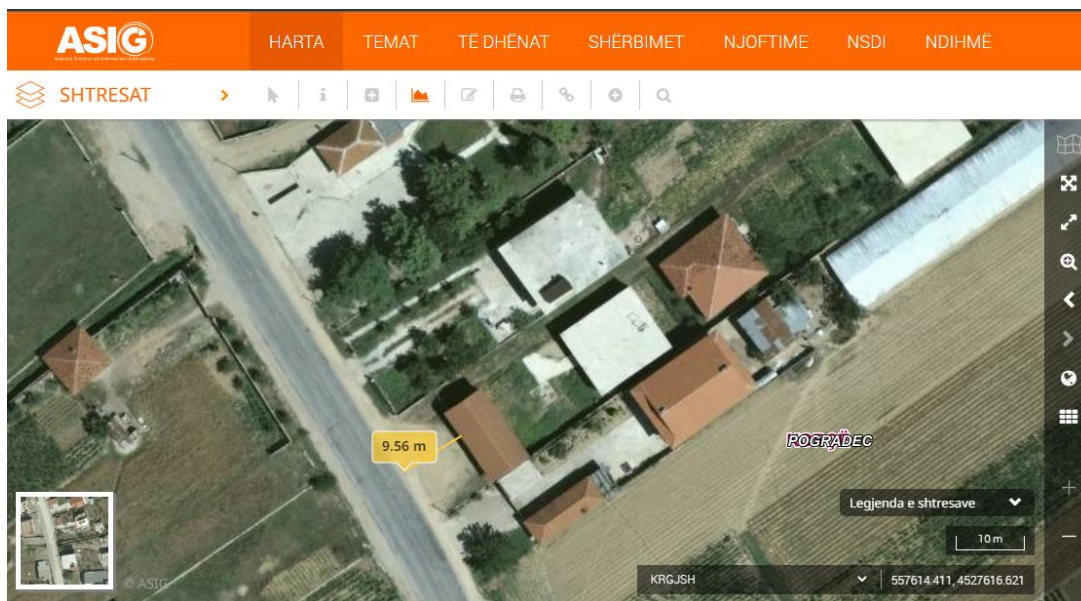 ASIG
HARTA TEMAT TË DHËNAT SHËRBIMET NJOFTIME NSDI NDIHMË
SHTRESAT
9.56 m
POGRADEC
Legjenda e shtresave
10 m
© ASIG
KRGJSH 557614.411, 4527616.621